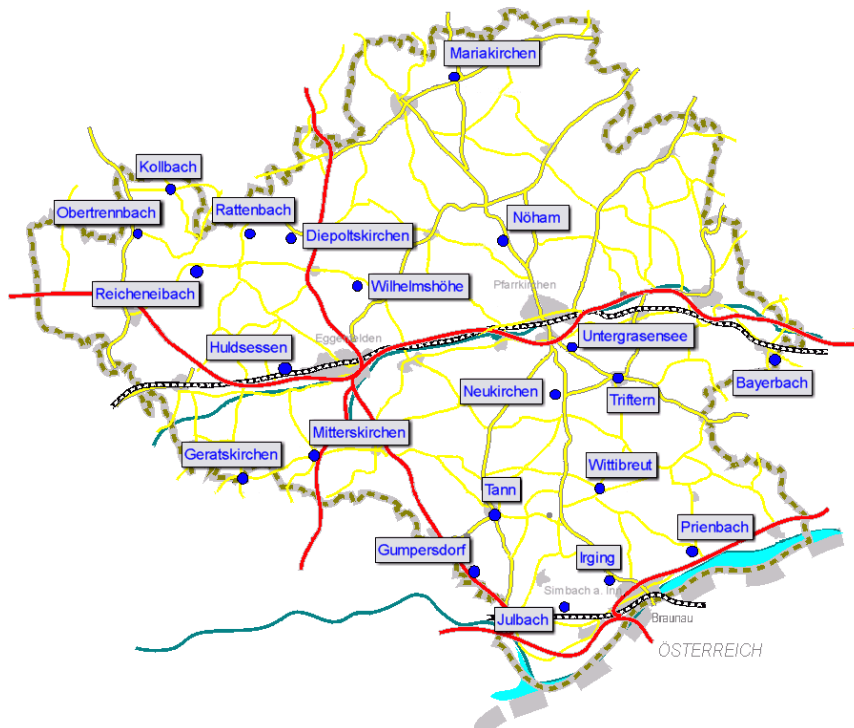 Mariakirchen
Kollbach
Obertrennbach
Rattenbach
Nöham
Diepoltskirchen
Wilhelmshöhe
Pfarrkirchen
Reicheneibach
Eggenfelden
Untergrasensee
Huldsessen
Bayerbach
Neukirchen
Triftern
Mitterskirchen
Geratskirchen
Wittibreut
Tann
Prienbach
Gumpersdorf
Irging
Simbach a. Inn
Julbach
Braunau
ÖSTERREICH